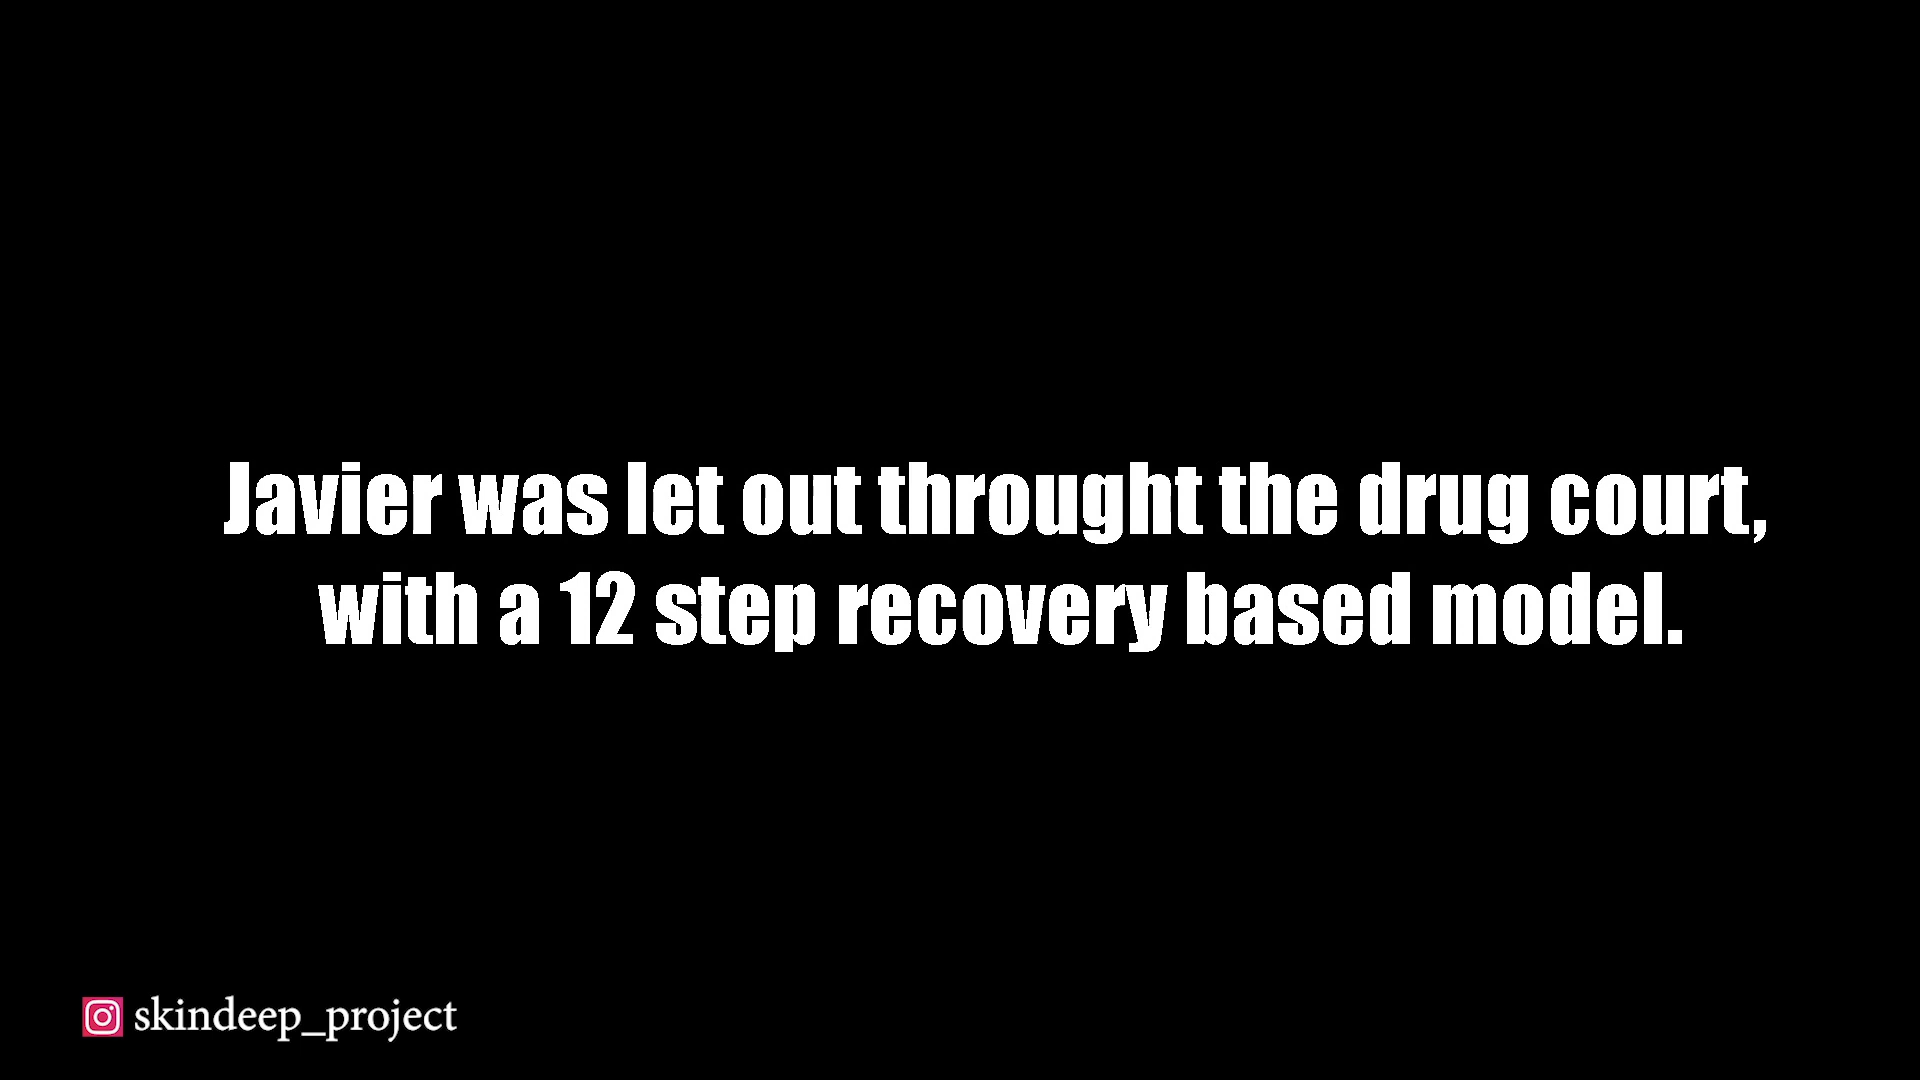 Javier was let out throught the drug court,
with a 12 step recovery based model.
skindeep_project